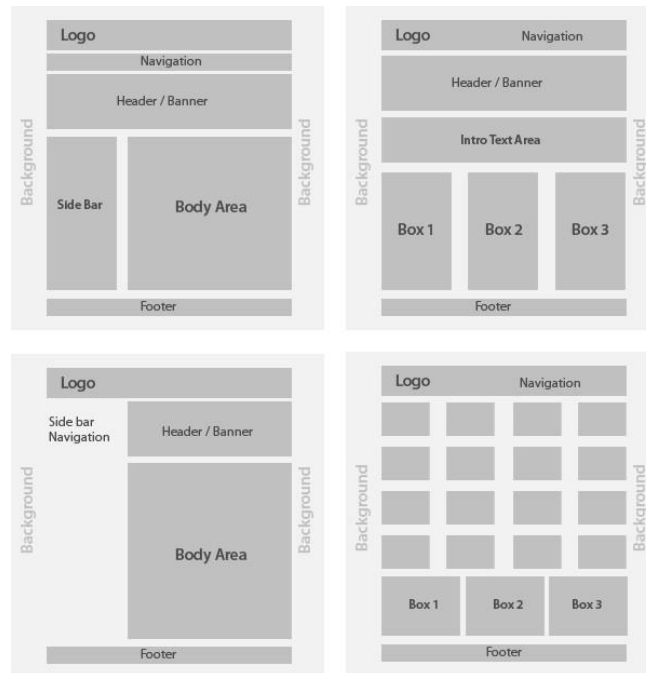 Logo
Navigation
Header / Banner
Background
Side Bar
Body Area
Background
Footer
Logo
Navigation
Header / Banner
Background
Intro Text Area
Background
Box 1
Box 2
Box 3
Footer
Logo
Side bar
Navigation
Header / Banner
Background
Body Area
Background
Footer
Logo
Navigation
Background
Background
Box 1
Box 2
Box 3
Footer